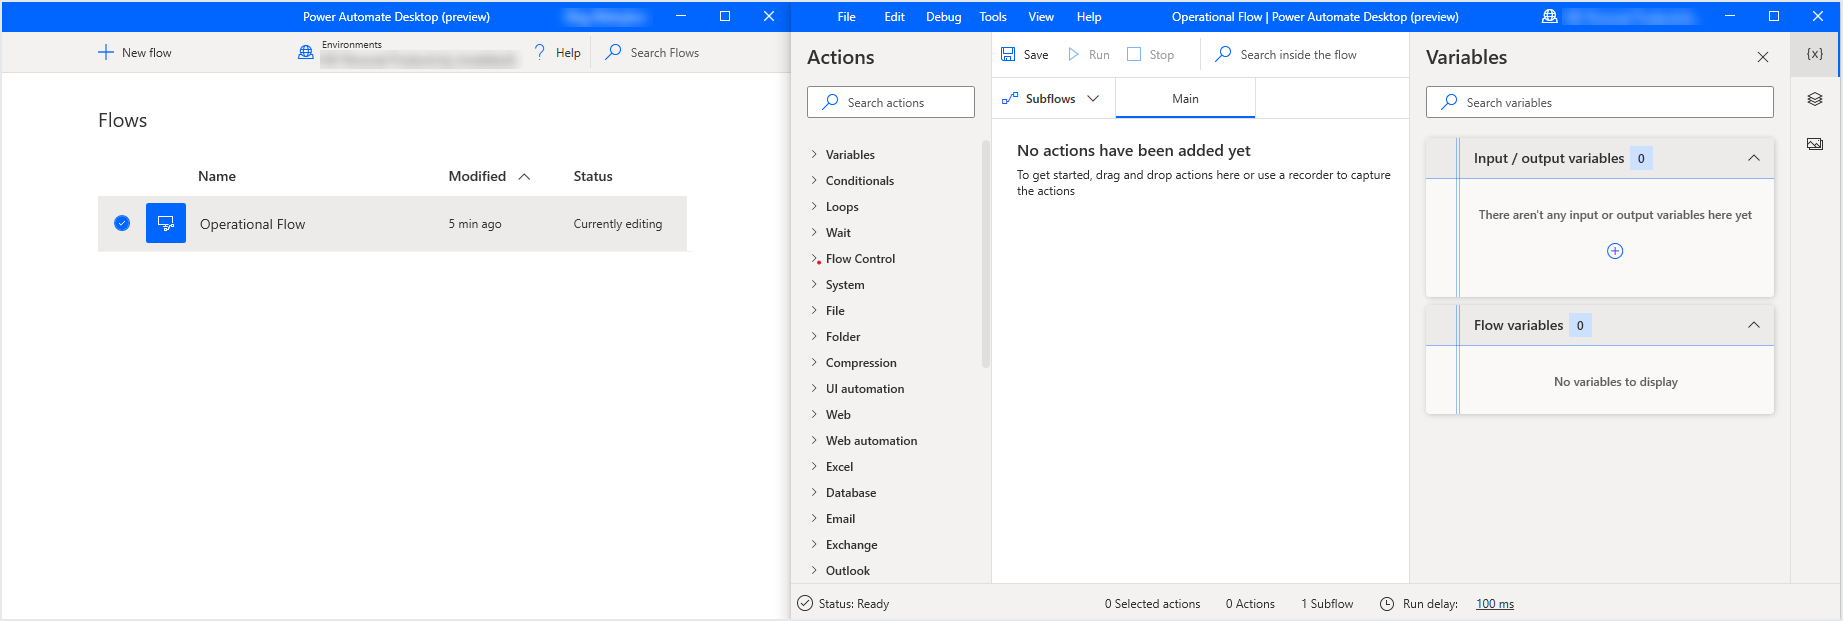 Power Automate Desktop (preview)
New flow
Environments
Help
Search Flows
Flows
Name Modified Status
Operational Flow 5 min ago Currently editing
File Edit Debug Tools View Help Operational Flow | Power Automate Desktop (preview)
Actions
Search actions
Variables
Conditionals
Loops
Wait
Flow Control
System
File
Folder
Compression
UI automation
Web
Web automation
Excel
Database
Email
Exchange
Outlook
Save Run Stop Search inside the flow
Subflows Main
No actions have been added yet
To get started, drag and drop actions here or use a recorder to capture
the actions
Variables
{x}
Search variables
Input / output variables 0
There aren't any input or output variables here yet
Flow variables 0
No variables to display
Status: Ready 0 Selected actions 0 Actions 1 Subflow Run delay: 100 ms